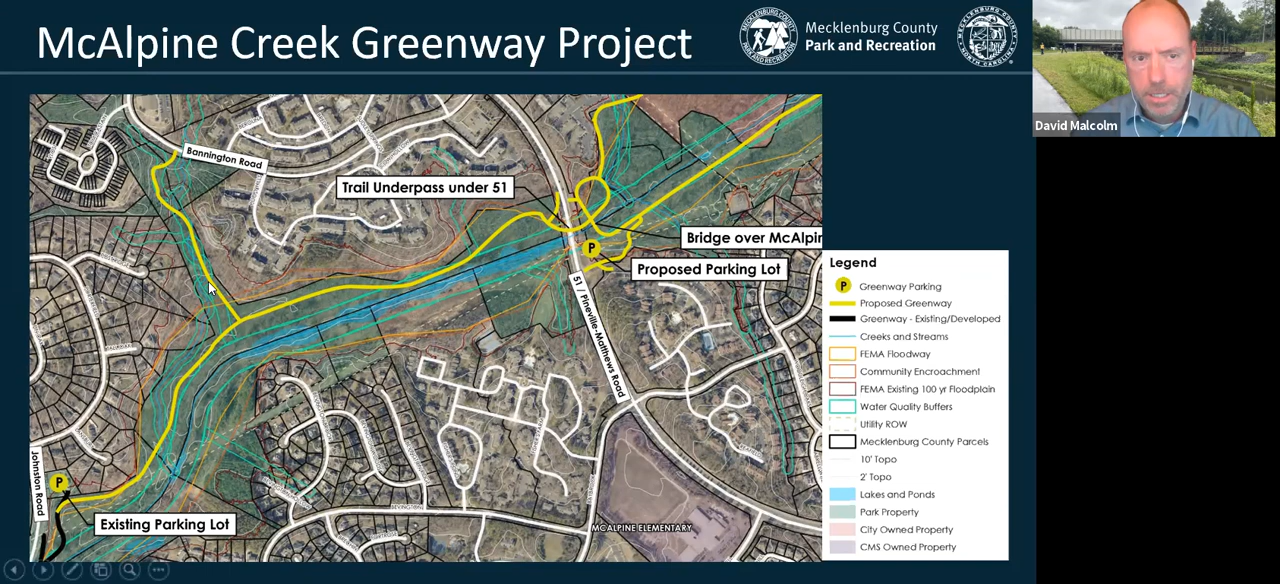 McAlpine Creek Greenway Project
Mecklenburg County
Park and Recreation
David Malcolm
Bannington Road
Trail Underpass under 51
Bridge over McAlpin
P
Proposed Parking Lot
51 / Pineville-Matthews Road
Johnston Road
P
Existing Parking Lot
MCALPINE ELEMENTARY
Legend
P Greenway Parking
Proposed Greenway
Greenway - Existing/Developed
Creeks and Streams
FEMA Floodway
Community Encroachment
FEMA Existing 100 yr Floodplain
Water Quality Buffers
Utility ROW
Mecklenburg County Parcels
10' Topo
2' Topo
Lakes and Ponds
Park Property
City Owned Property
CMS Owned Property